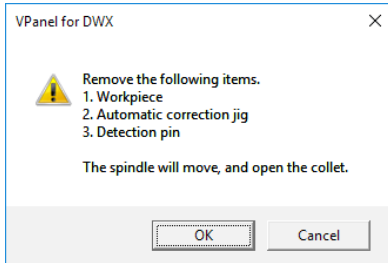 VPanel for DWX
Remove the following items.
1. Workpiece
2. Automatic correction jig
3. Detection pin
The spindle will move, and open the collet.
OK
Cancel